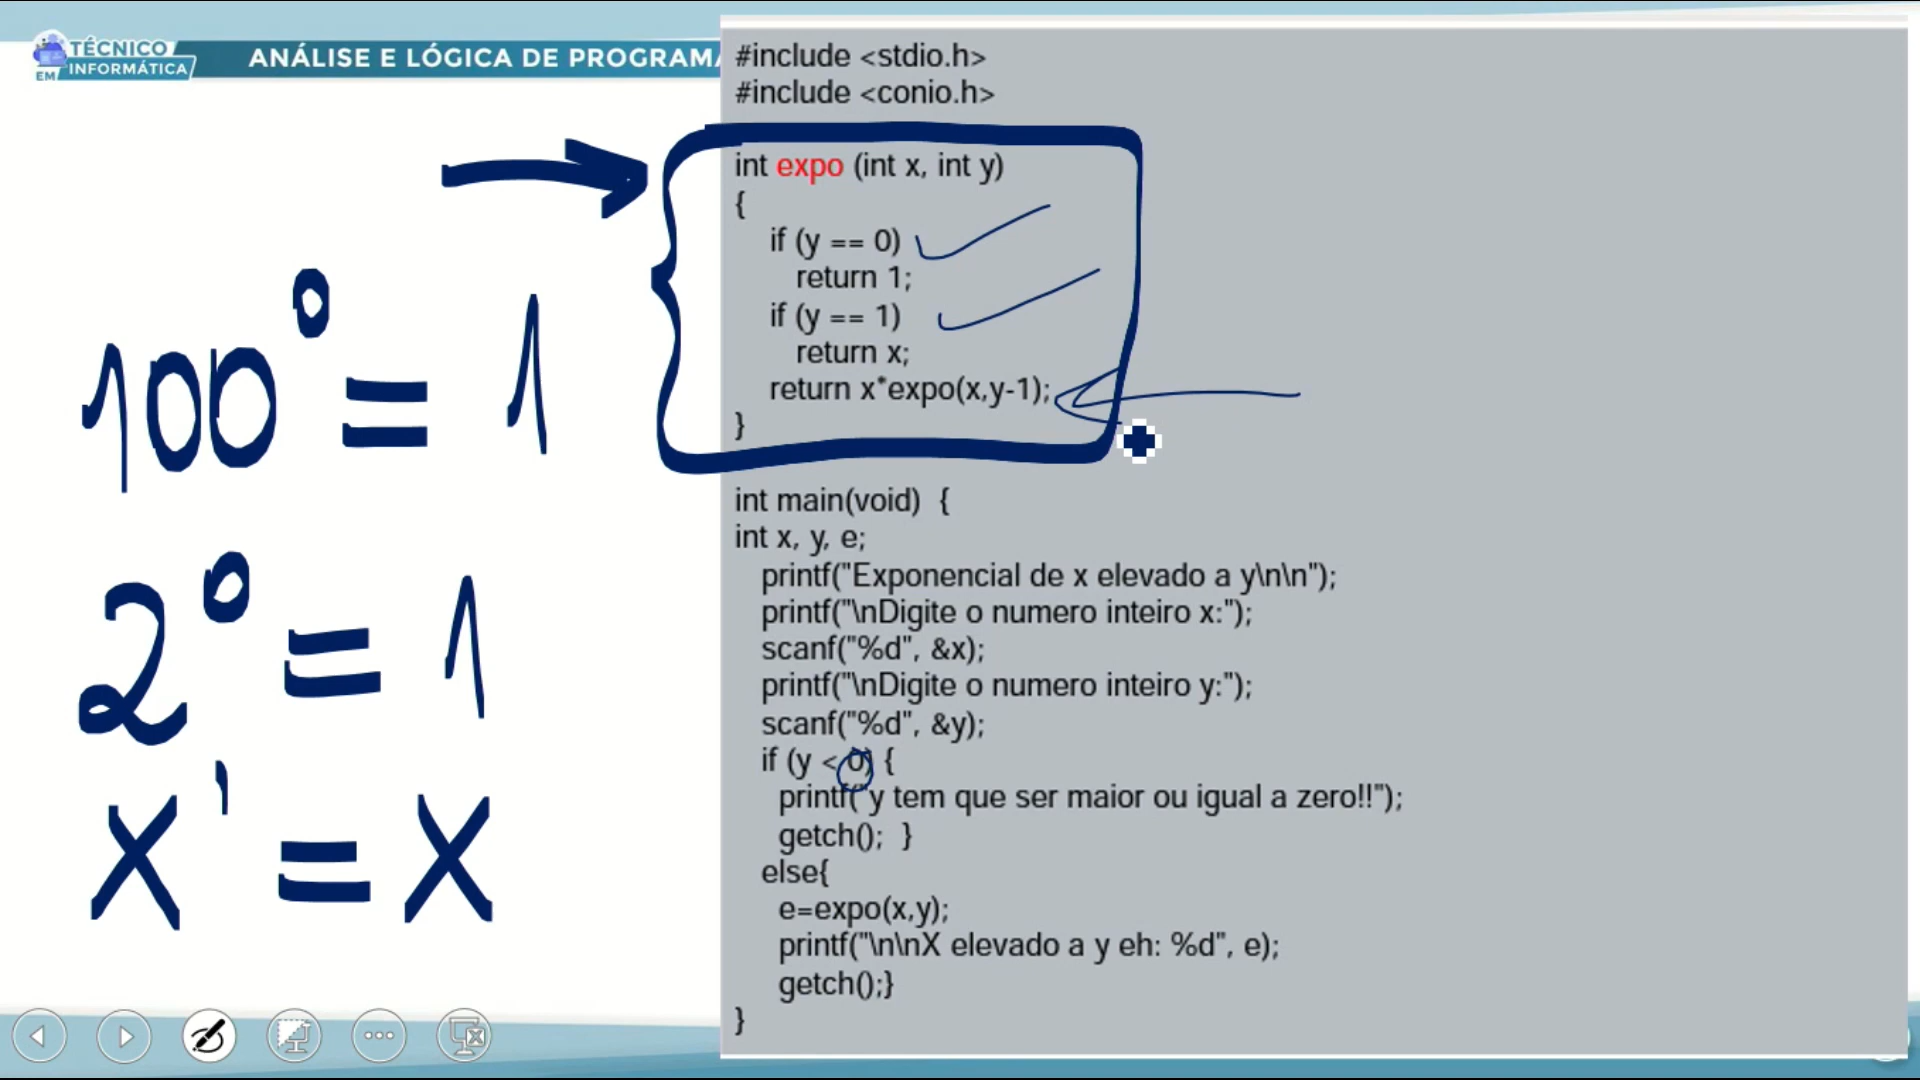 TÉCNICO
EM INFORMÁTICA
ANÁLISE E LÓGICA DE PROGRAMA
100⁰ = 1
2⁰ = 1
X¹ = X
#include <stdio.h>
#include <conio.h>
int expo (int x, int y)
{
if (y == 0)
return 1;
if (y == 1)
return x;
return x*expo(x,y-1);
}
int main(void) {
int x, y, e;
printf("Exponencial de x elevado a y\n\n");
printf("\nDigite o numero inteiro x:");
scanf("%d", &x);
printf("\nDigite o numero inteiro y:");
scanf("%d", &y);
if (y < 0) {
printf("y tem que ser maior ou igual a zero!!");
getch(); }
else{
e=expo(x,y);
printf("\n\nX elevado a y eh: %d", e);
getch();}
}